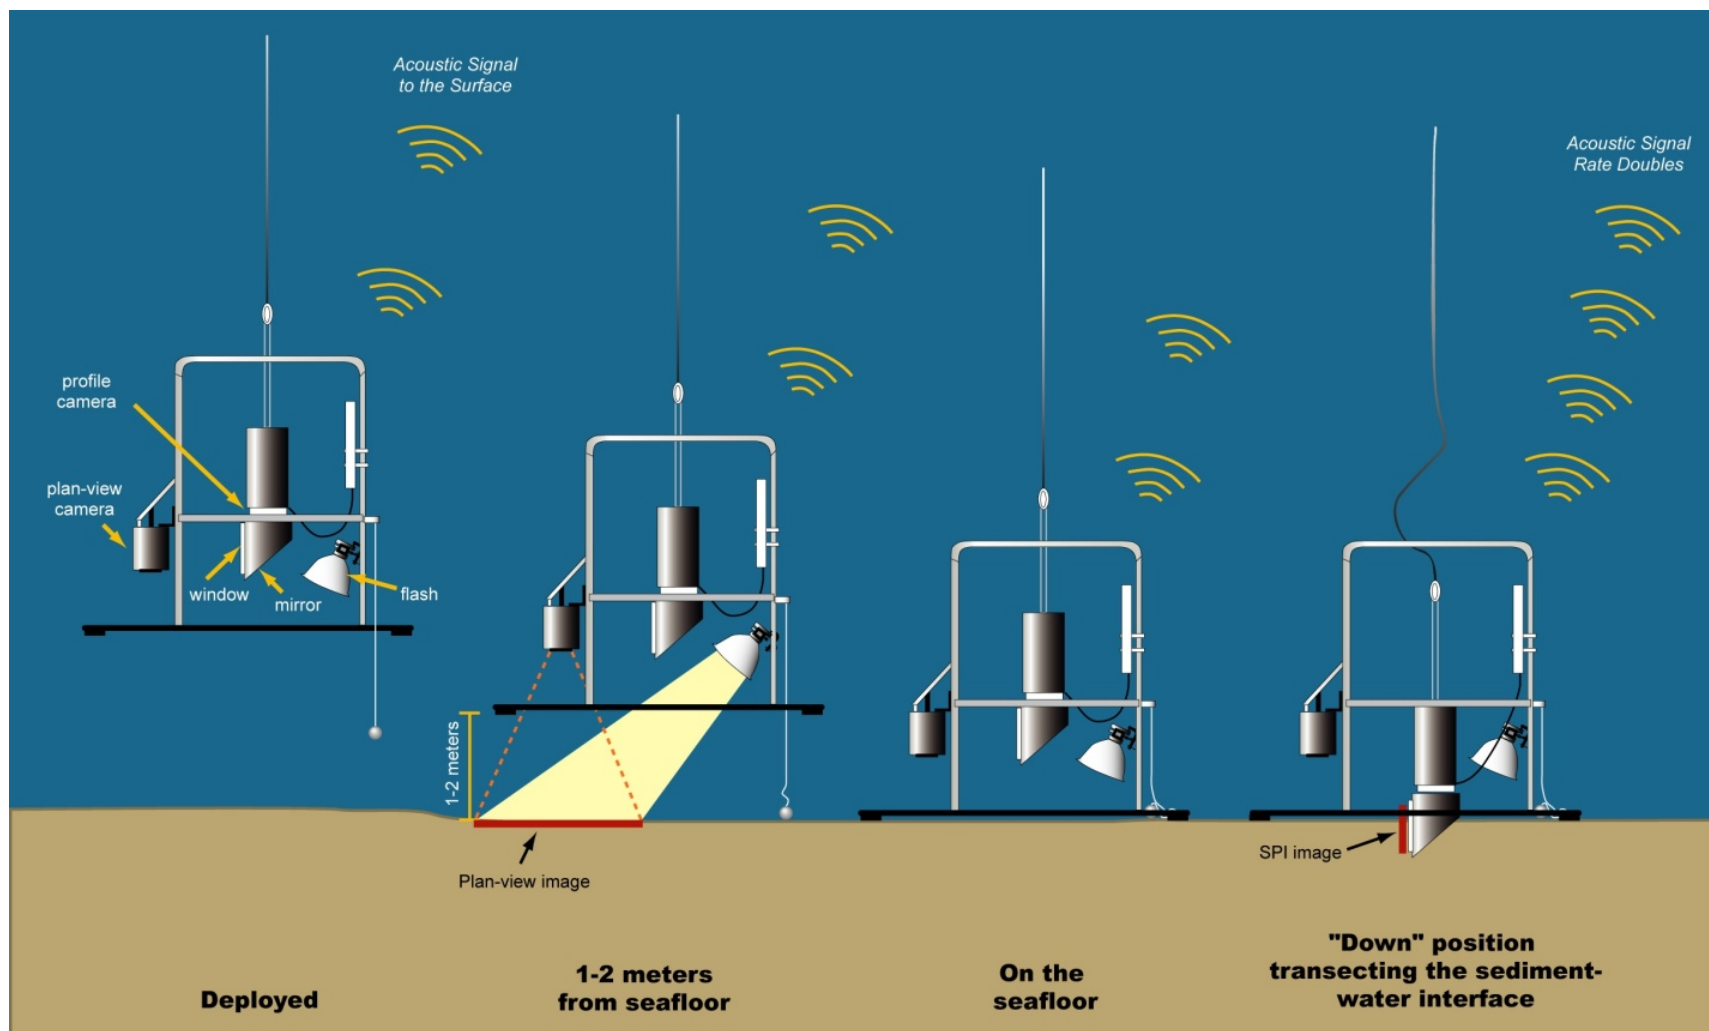 Acoustic Signal
to the Surface
Acoustic Signal
Rate Doubles
profile
camera
plan-view
camera
window
mirror
flash
1-2 meters
Plan-view image
SPI image
Deployed
1-2 meters
from seafloor
On the
seafloor
"Down" position
transecting the sediment-
water interface